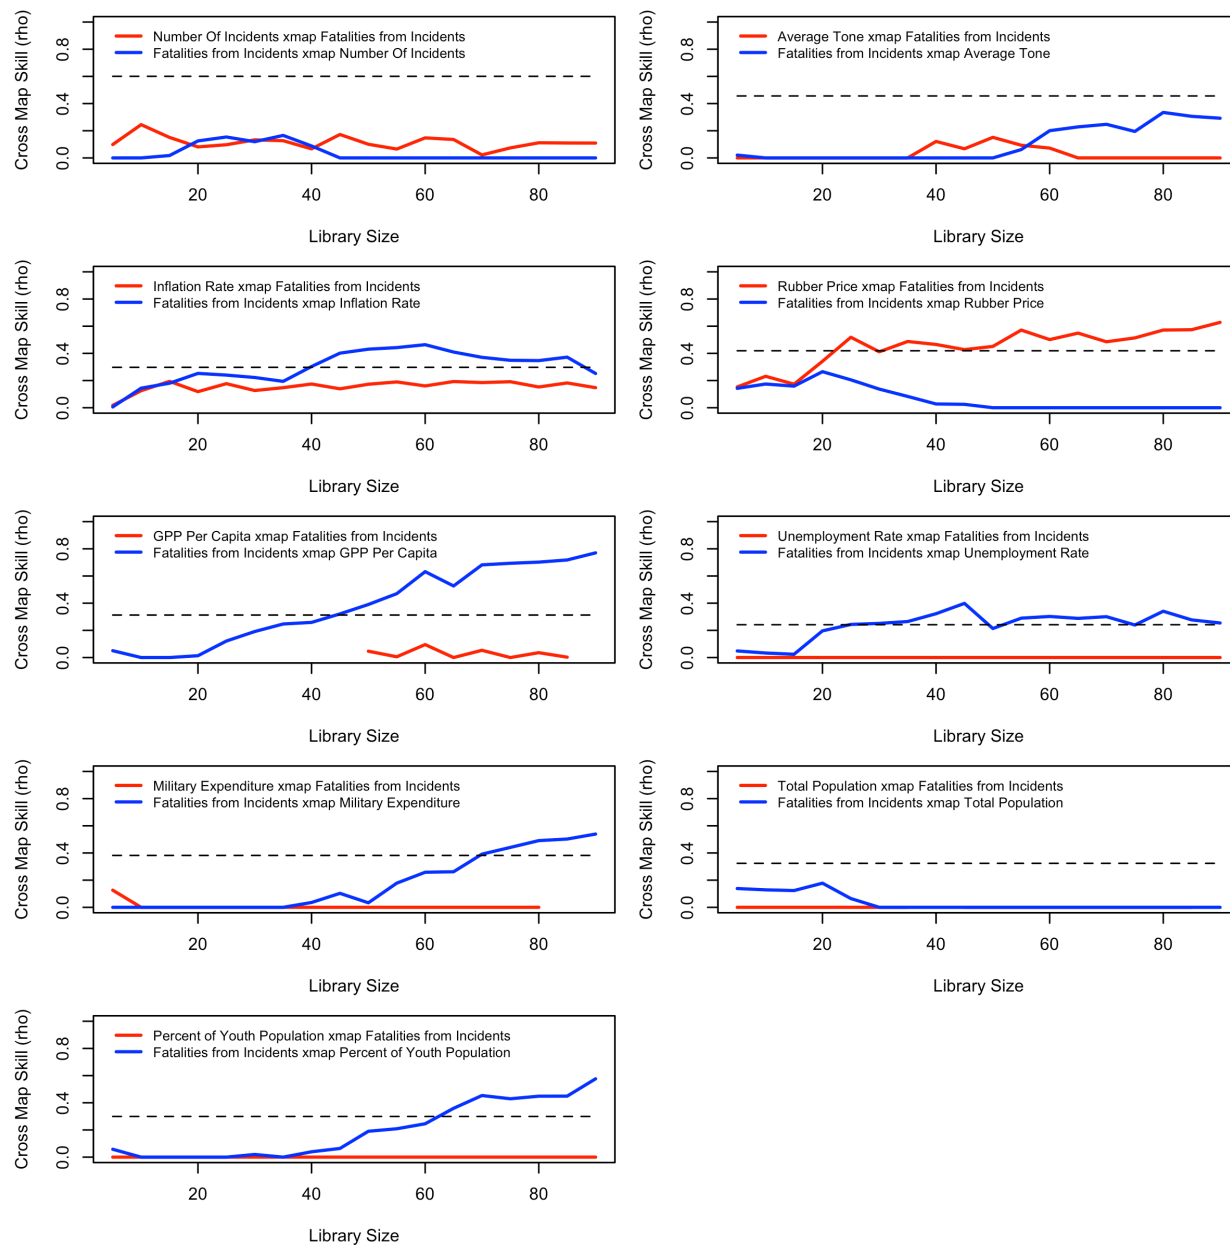 Number Of Incidents xmap Fatalities from Incidents
Fatalities from Incidents xmap Number Of Incidents
Cross Map Skill (rho)
0.8
0.4
0.0
20 40 60 80
Library Size
Average Tone xmap Fatalities from Incidents
Fatalities from Incidents xmap Average Tone
Cross Map Skill (rho)
0.8
0.4
0.0
20 40 60 80
Library Size
Inflation Rate xmap Fatalities from Incidents
Fatalities from Incidents xmap Inflation Rate
Cross Map Skill (rho)
0.8
0.4
0.0
20 40 60 80
Library Size
Rubber Price xmap Fatalities from Incidents
Fatalities from Incidents xmap Rubber Price
Cross Map Skill (rho)
0.8
0.4
0.0
20 40 60 80
Library Size
GPP Per Capita xmap Fatalities from Incidents
Fatalities from Incidents xmap GPP Per Capita
Cross Map Skill (rho)
0.8
0.4
0.0
20 40 60 80
Library Size
Unemployment Rate xmap Fatalities from Incidents
Fatalities from Incidents xmap Unemployment Rate
Cross Map Skill (rho)
0.8
0.4
0.0
20 40 60 80
Library Size
Military Expenditure xmap Fatalities from Incidents
Fatalities from Incidents xmap Military Expenditure
Cross Map Skill (rho)
0.8
0.4
0.0
20 40 60 80
Library Size
Total Population xmap Fatalities from Incidents
Fatalities from Incidents xmap Total Population
Cross Map Skill (rho)
0.8
0.4
0.0
20 40 60 80
Library Size
Percent of Youth Population xmap Fatalities from Incidents
Fatalities from Incidents xmap Percent of Youth Population
Cross Map Skill (rho)
0.8
0.4
0.0
20 40 60 80
Library Size